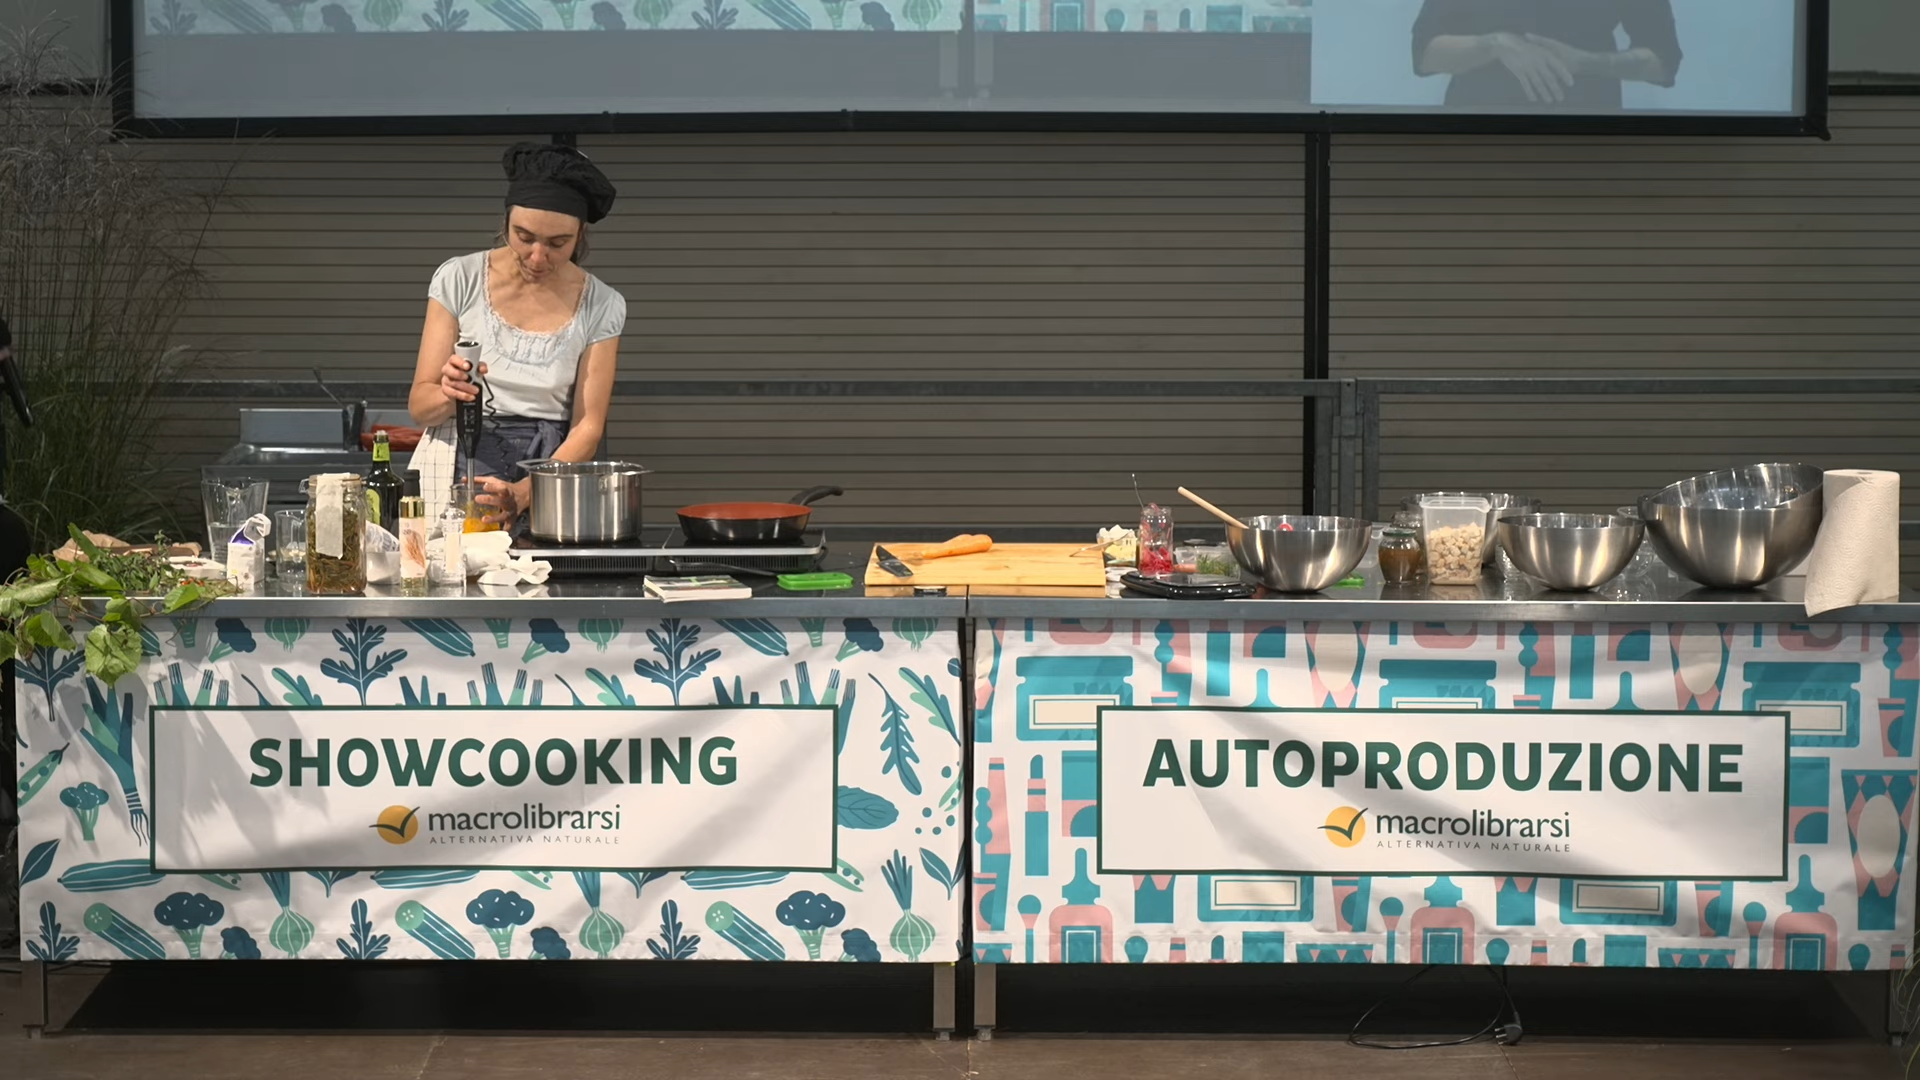 SHOWCOOKING
macrolibrarsi
ALTERNATIVA NATURALE
AUTOPRODUZIONE
macrolibrarsi
ALTERNATIVA NATURALE